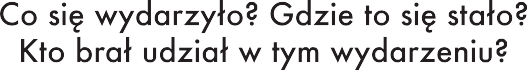 Co się wydarzyło? Gdzie to się stało?
Kto brał udział w tym wydarzeniu?